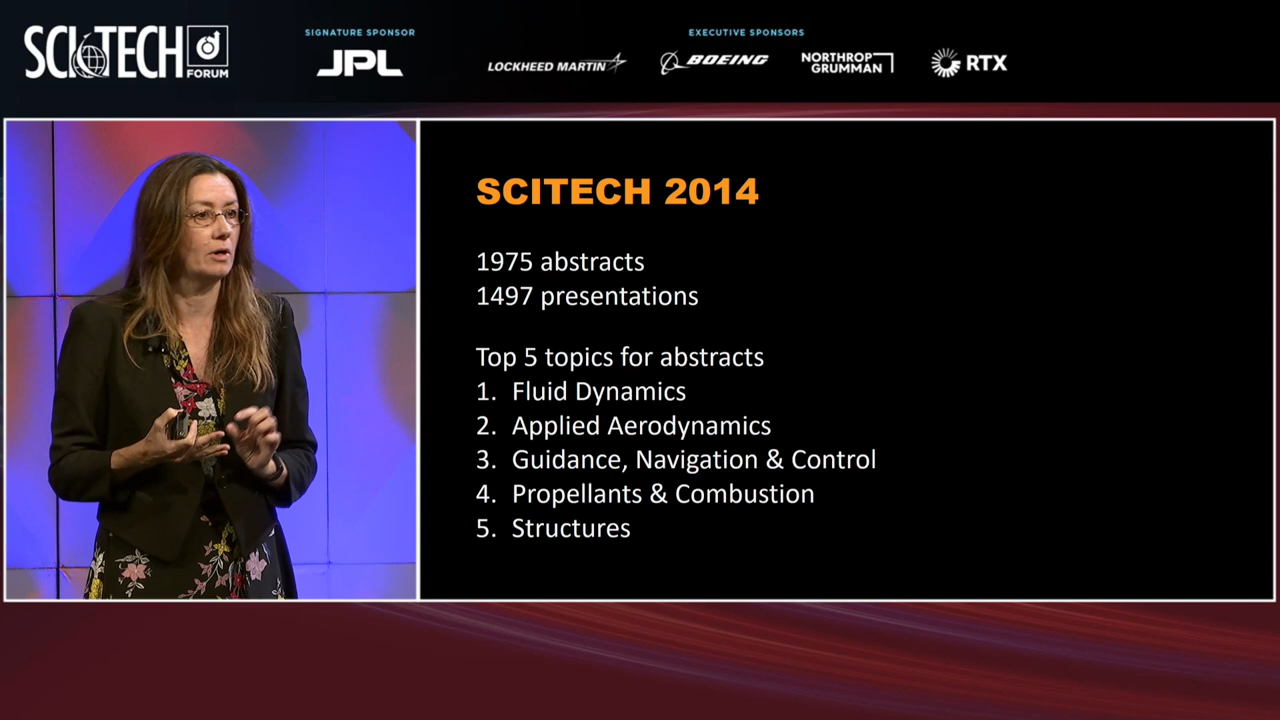 SCITECH
FORUM
SIGNATURE SPONSOR
JPL
EXECUTIVE SPONSORS
LOCKHEED MARTIN
BOEING
NORTHROP
GRUMMAN
RTX
SCITECH 2014
1975 abstracts
1497 presentations
Top 5 topics for abstracts
1. Fluid Dynamics
2. Applied Aerodynamics
3. Guidance, Navigation & Control
4. Propellants & Combustion
5. Structures